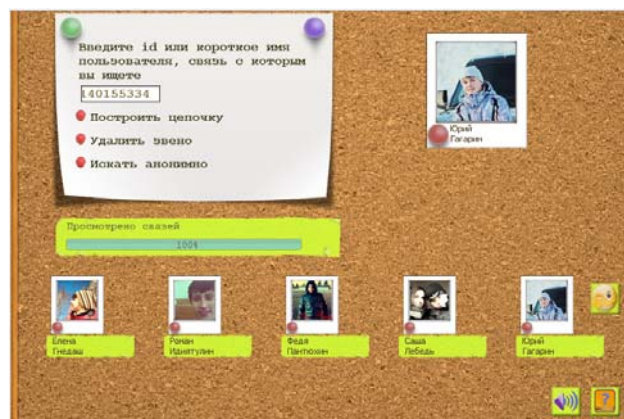 Введите id или короткое имя
пользователя, связь с которым
вы ищете
140155334
Построить цепочку
Удалить звено
Искать анонимно
Юрий
Гагарин
Просмотрено связей
100%
Елена
Гнедаш
Роман
Идиятулин
Федя
Пантюхин
Саша
Лебедь
Юрий
Гагарин
?